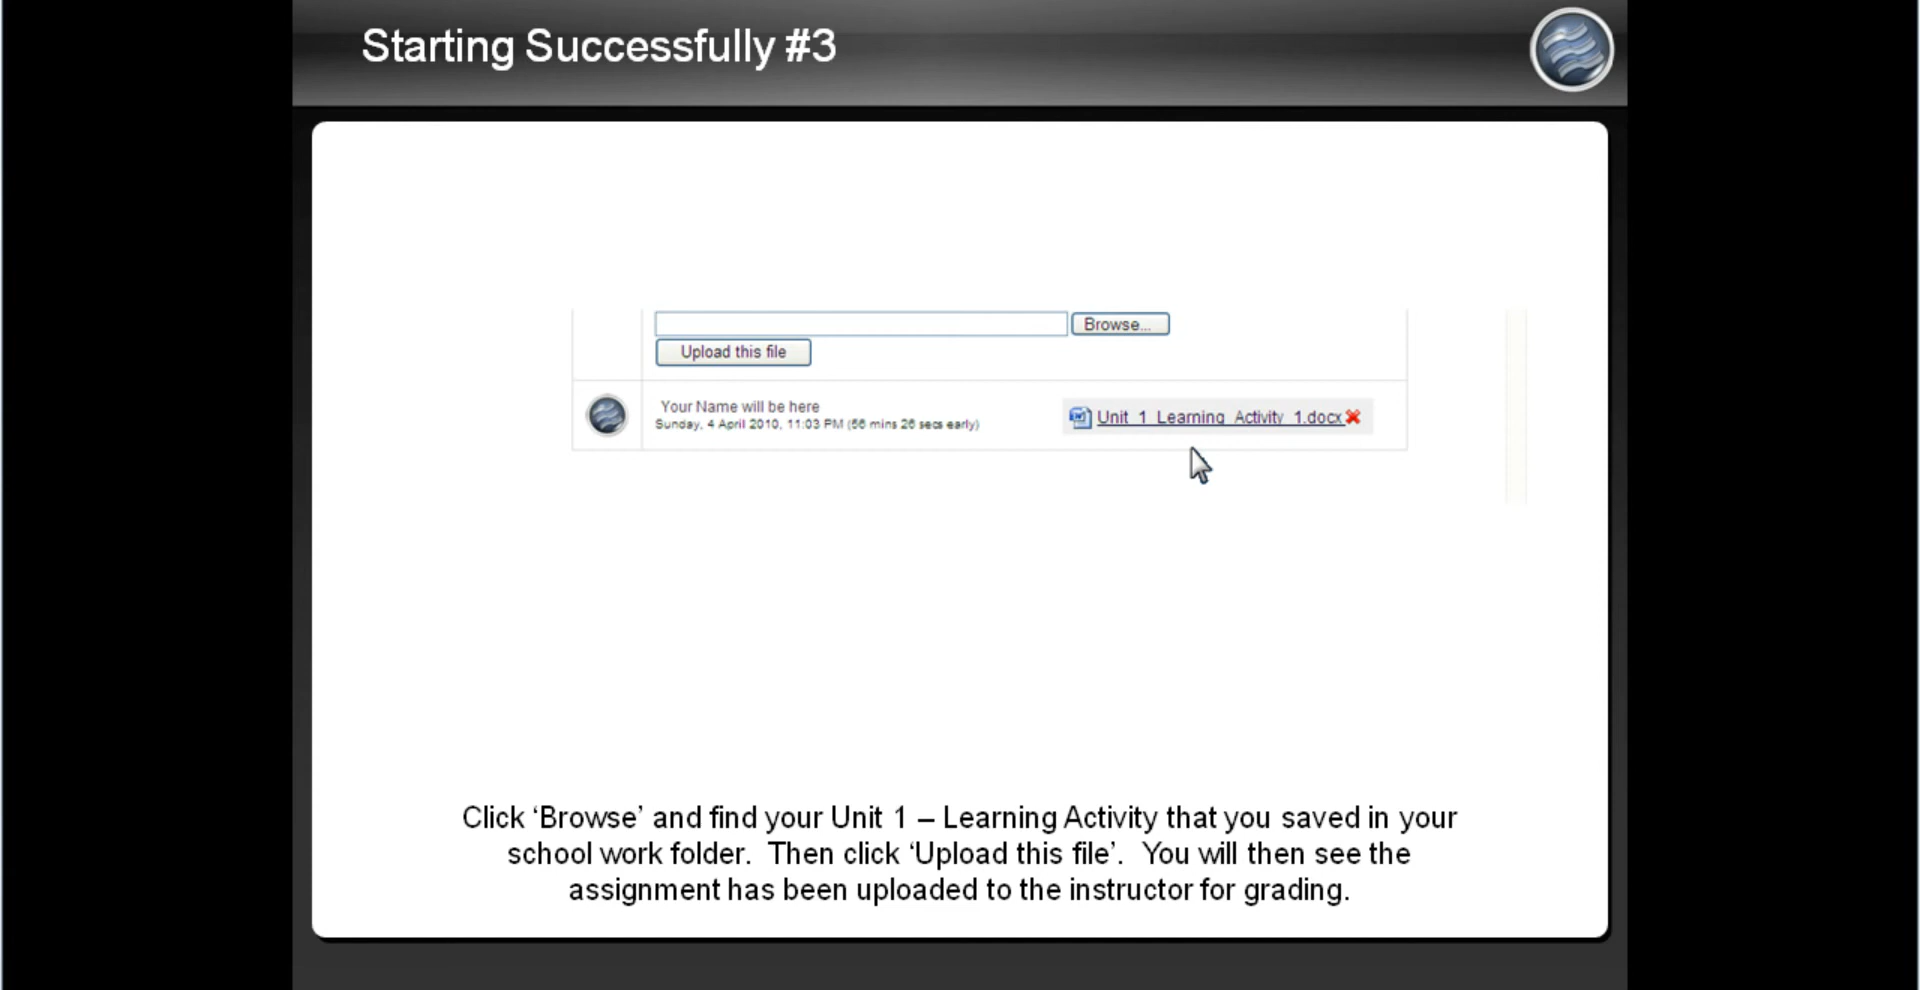 Starting Successfully #3
Browse...
Upload this file
Your Name will be here
Sunday, 4 April 2010, 11:03 PM (56 mins 26 secs early)
Unit_1_Learning_Activity_1.docx
Click ‘Browse’ and find your Unit 1 – Learning Activity that you saved in your
school work folder.  Then click ‘Upload this file’.  You will then see the
assignment has been uploaded to the instructor for grading.